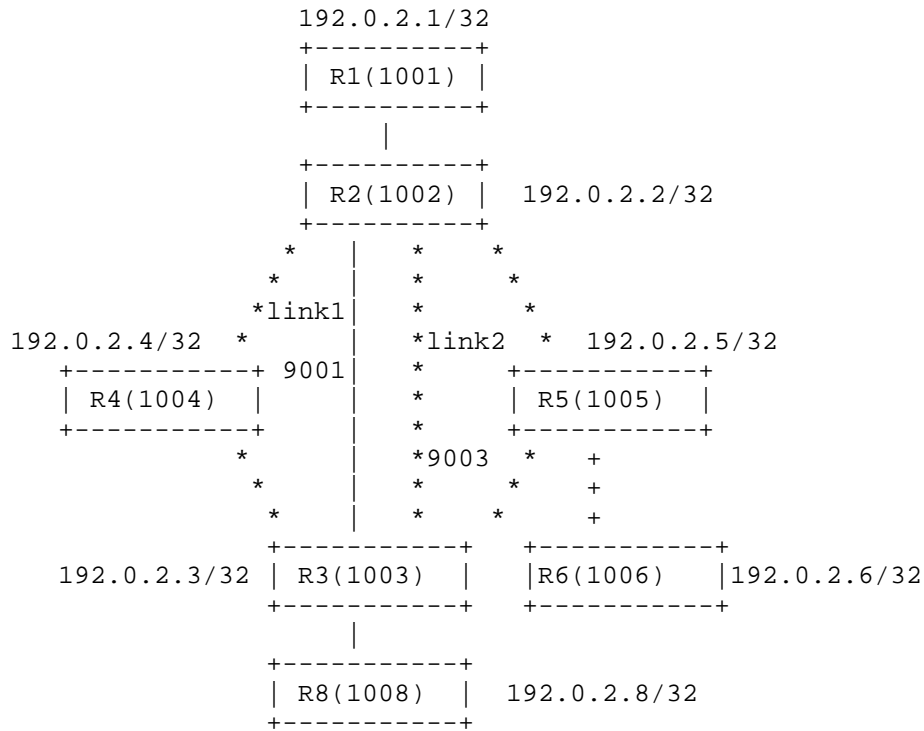 192.0.2.1/32
+----------+
| R1(1001) |
+----------+
|
+----------+
| R2(1002) | 192.0.2.2/32
+----------+
* | * *
* | * *
*link1| * *
192.0.2.4/32 * | *link2 * 192.0.2.5/32
+-----------+ 9001| * +-----------+
| R4(1004) | | * | R5(1005) |
+-----------+ | * +-----------+
* | *9003 * +
* | * * +
* | * * +
+-----------+ +-----------+
192.0.2.3/32 | R3(1003) | |R6(1006) |192.0.2.6/32
+-----------+ +-----------+
|
+-----------+
| R8(1008) | 192.0.2.8/32
+-----------+